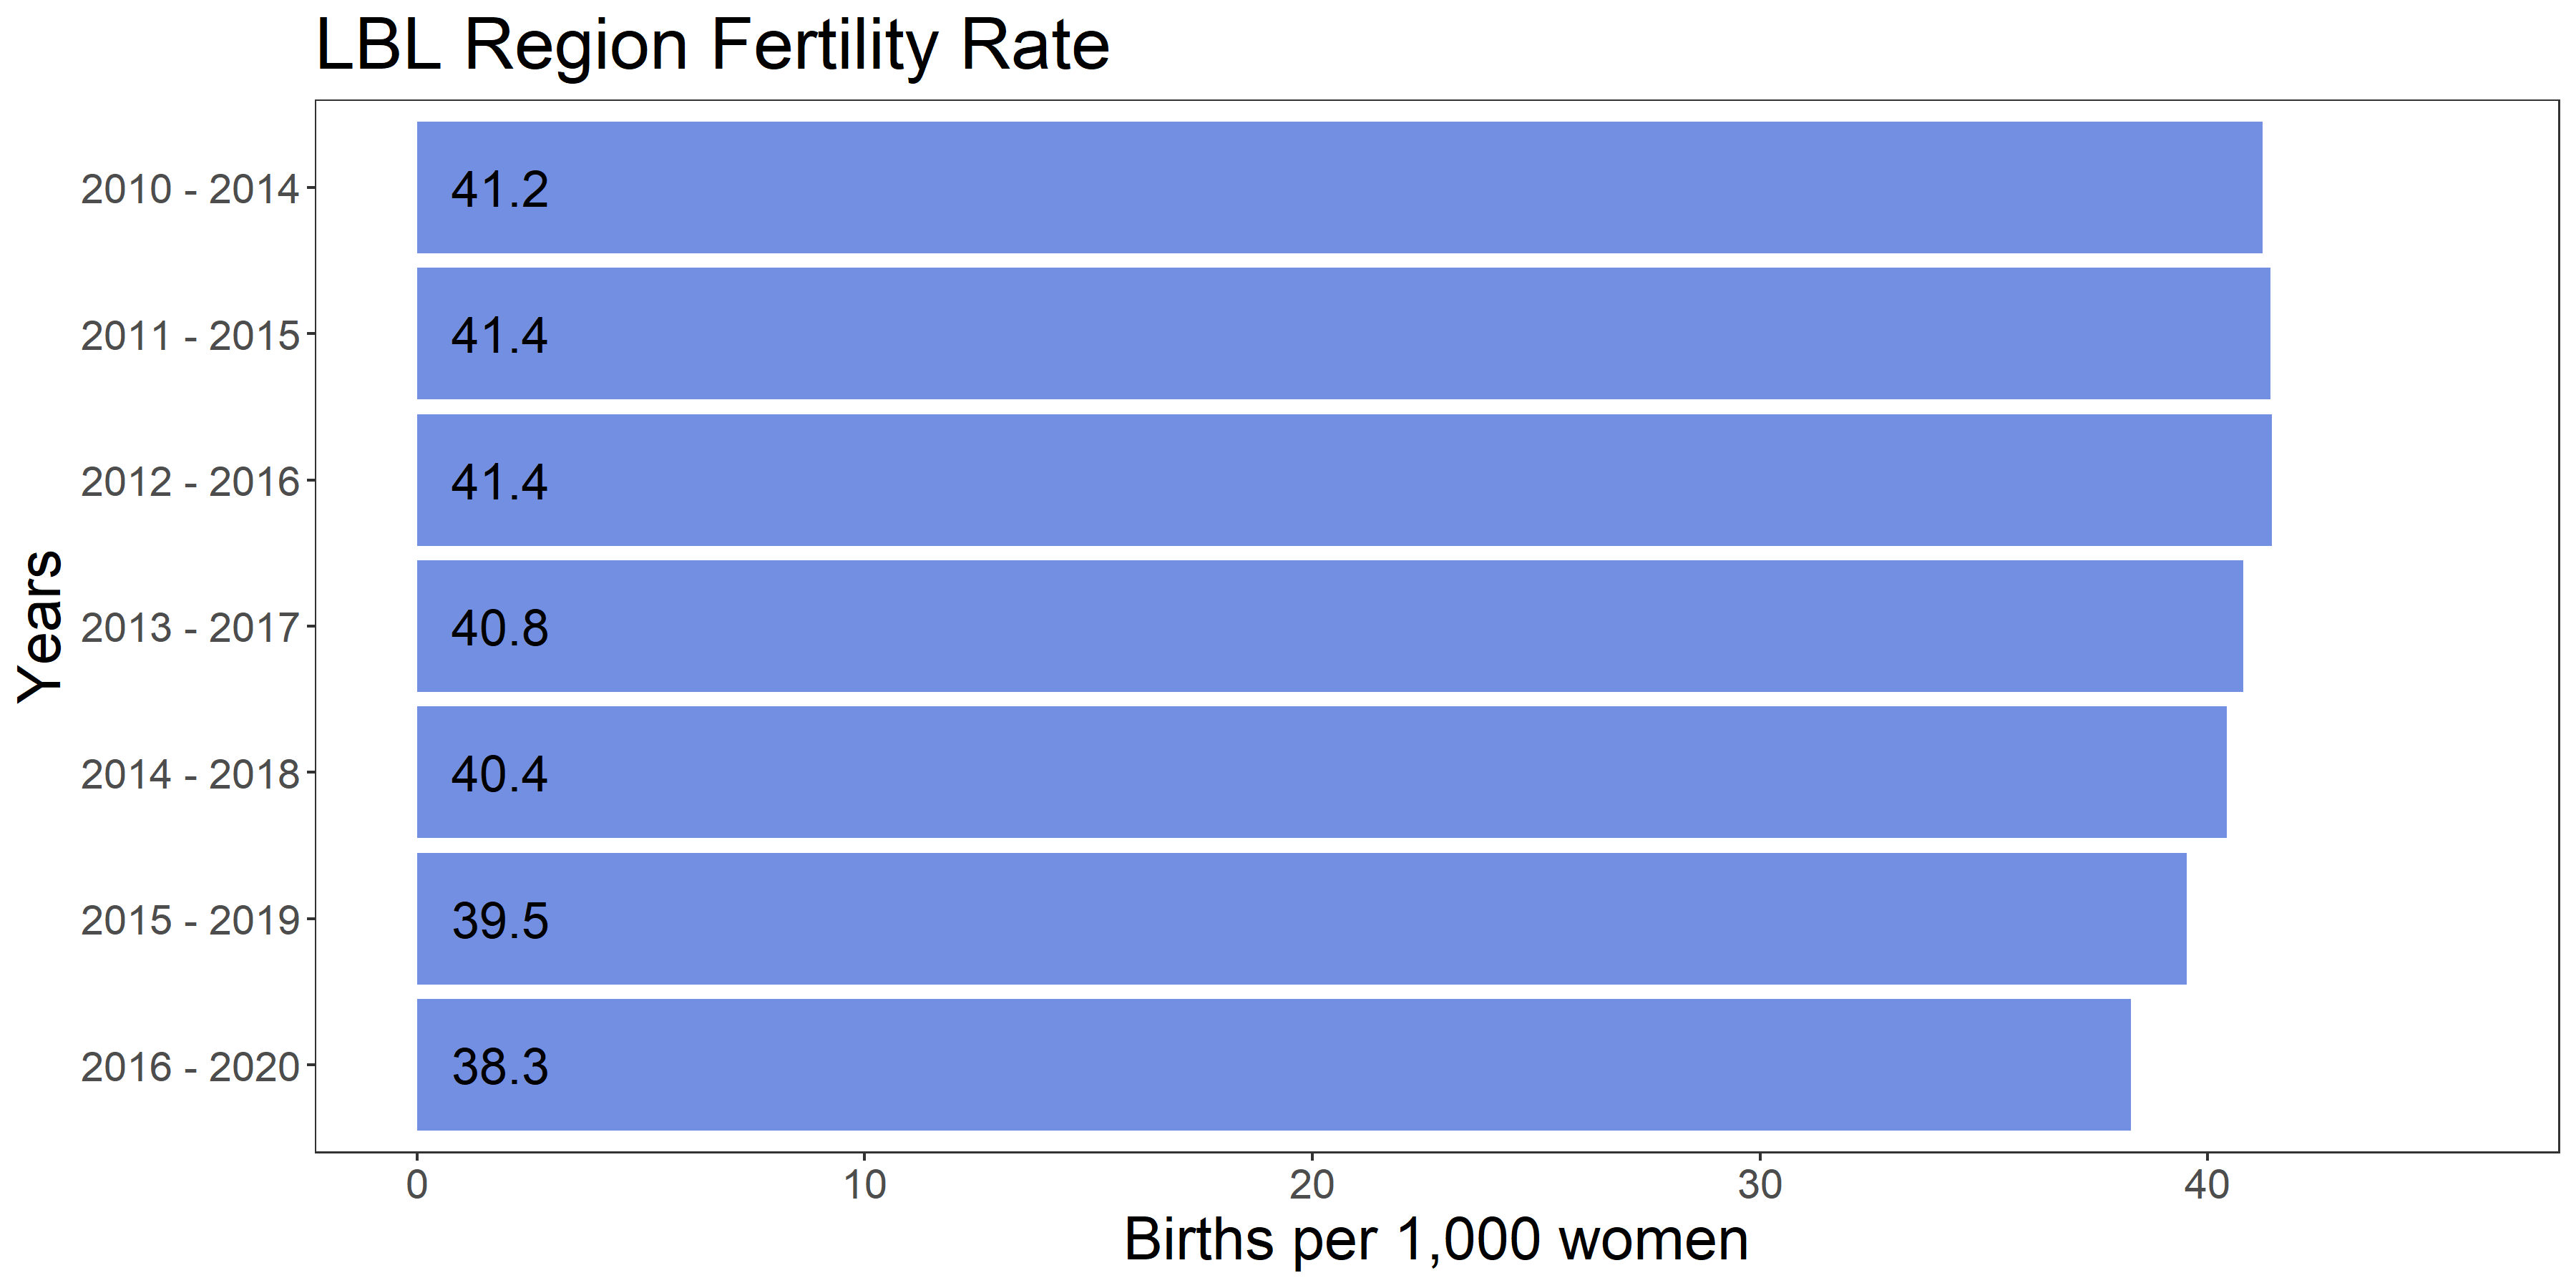 LBL Region Fertility Rate
Years
2010 - 2014
41.2
2011 - 2015
41.4
2012 - 2016
41.4
2013 - 2017
40.8
2014 - 2018
40.4
2015 - 2019
39.5
2016 - 2020
38.3
0 10 20 30 40
Births per 1,000 women